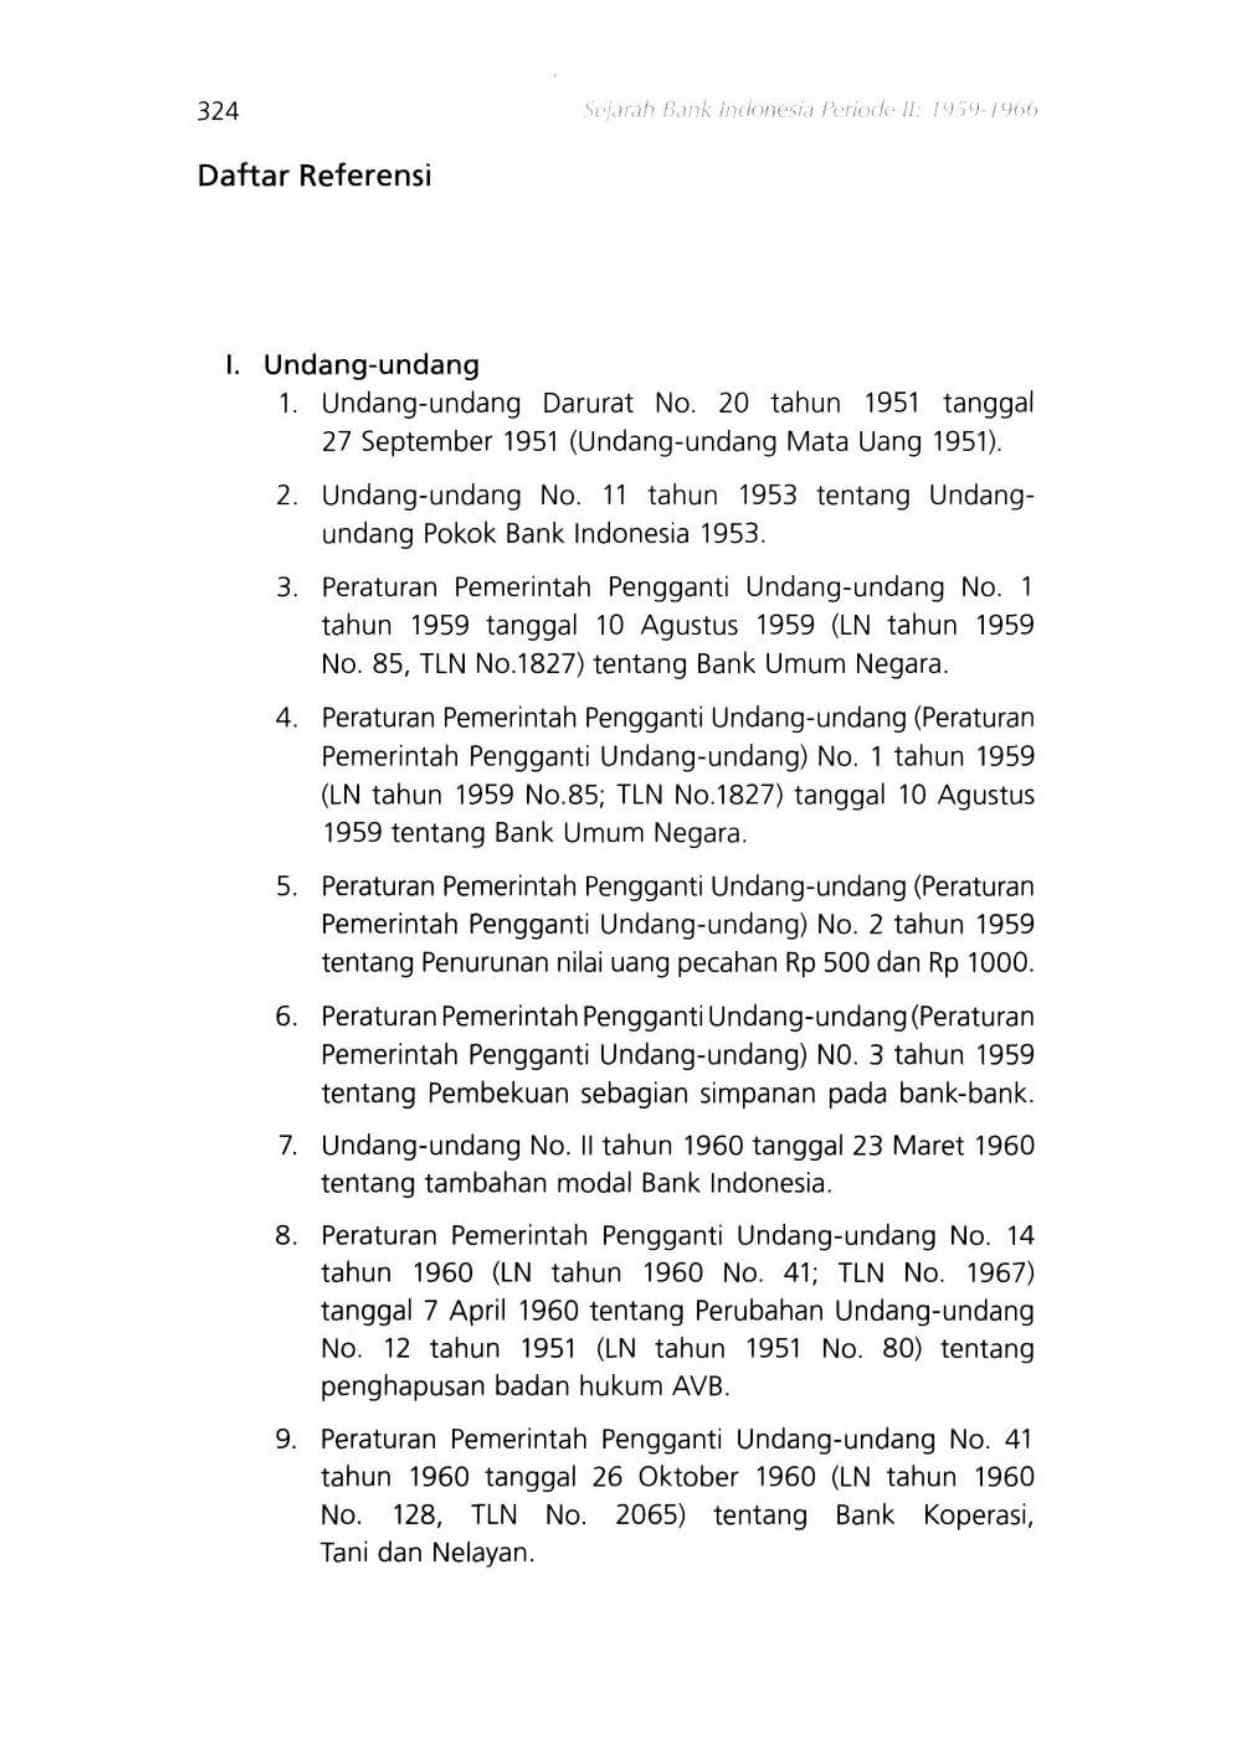 324
Sejarah Bank Indonesia Periode II: 1959-1966
Daftar Referensi
I. Undang-undang
1. Undang-undang Darurat No. 20 tahun 1951 tanggal
27 September 1951 (Undang-undang Mata Uang 1951).
2. Undang-undang No. 11 tahun 1953 tentang Undang-
undang Pokok Bank Indonesia 1953.
3. Peraturan Pemerintah Pengganti Undang-undang No. 1
tahun 1959 tanggal 10 Agustus 1959 (LN tahun 1959
No. 85, TLN No.1827) tentang Bank Umum Negara.
4. Peraturan Pemerintah Pengganti Undang-undang (Peraturan
Pemerintah Pengganti Undang-undang) No. 1 tahun 1959
(LN tahun 1959 No.85; TLN No.1827) tanggal 10 Agustus
1959 tentang Bank Umum Negara.
5. Peraturan Pemerintah Pengganti Undang-undang (Peraturan
Pemerintah Pengganti Undang-undang) No. 2 tahun 1959
tentang Penurunan nilai uang pecahan Rp 500 dan Rp 1000.
6. Peraturan Pemerintah Pengganti Undang-undang (Peraturan
Pemerintah Pengganti Undang-undang) N0. 3 tahun 1959
tentang Pembekuan sebagian simpanan pada bank-bank.
7. Undang-undang No. II tahun 1960 tanggal 23 Maret 1960
tentang tambahan modal Bank Indonesia.
8. Peraturan Pemerintah Pengganti Undang-undang No. 14
tahun 1960 (LN tahun 1960 No. 41; TLN No. 1967)
tanggal 7 April 1960 tentang Perubahan Undang-undang
No. 12 tahun 1951 (LN tahun 1951 No. 80) tentang
penghapusan badan hukum AVB.
9. Peraturan Pemerintah Pengganti Undang-undang No. 41
tahun 1960 tanggal 26 Oktober 1960 (LN tahun 1960
No. 128, TLN No. 2065) tentang Bank Koperasi,
Tani dan Nelayan.